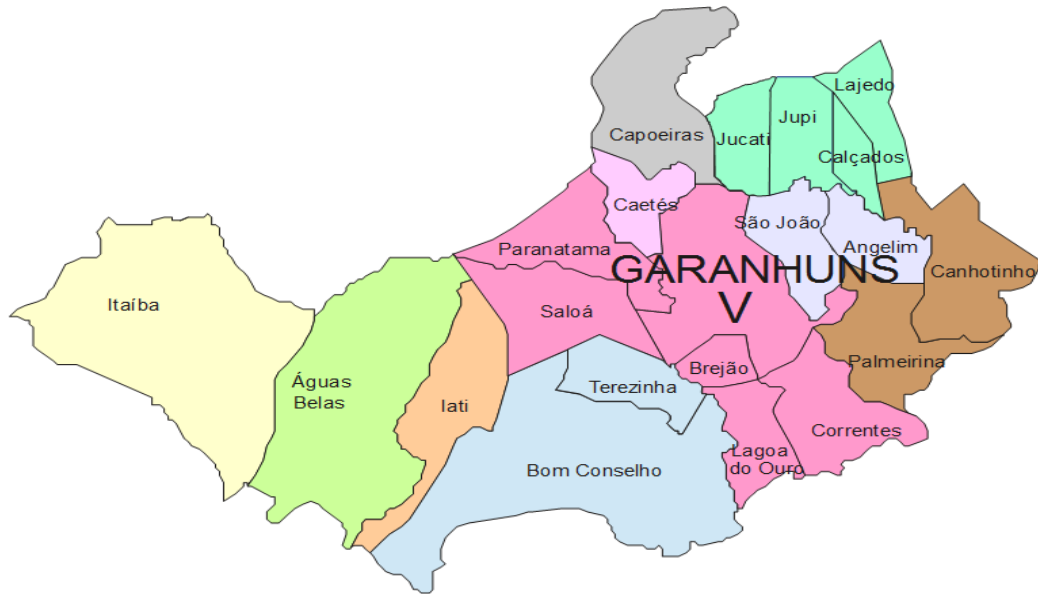 Lajedo
Jupi
Capoeiras
Jucati
Calçados
Caetés
São João
Paranatama
Angelim
GARANHUNS
V
Canhotinho
Itaíba
Saloá
Palmeirina
Brejão
Águas
Belas
Terezinha
Iati
Correntes
Lagoa
do Ouro
Bom Conselho